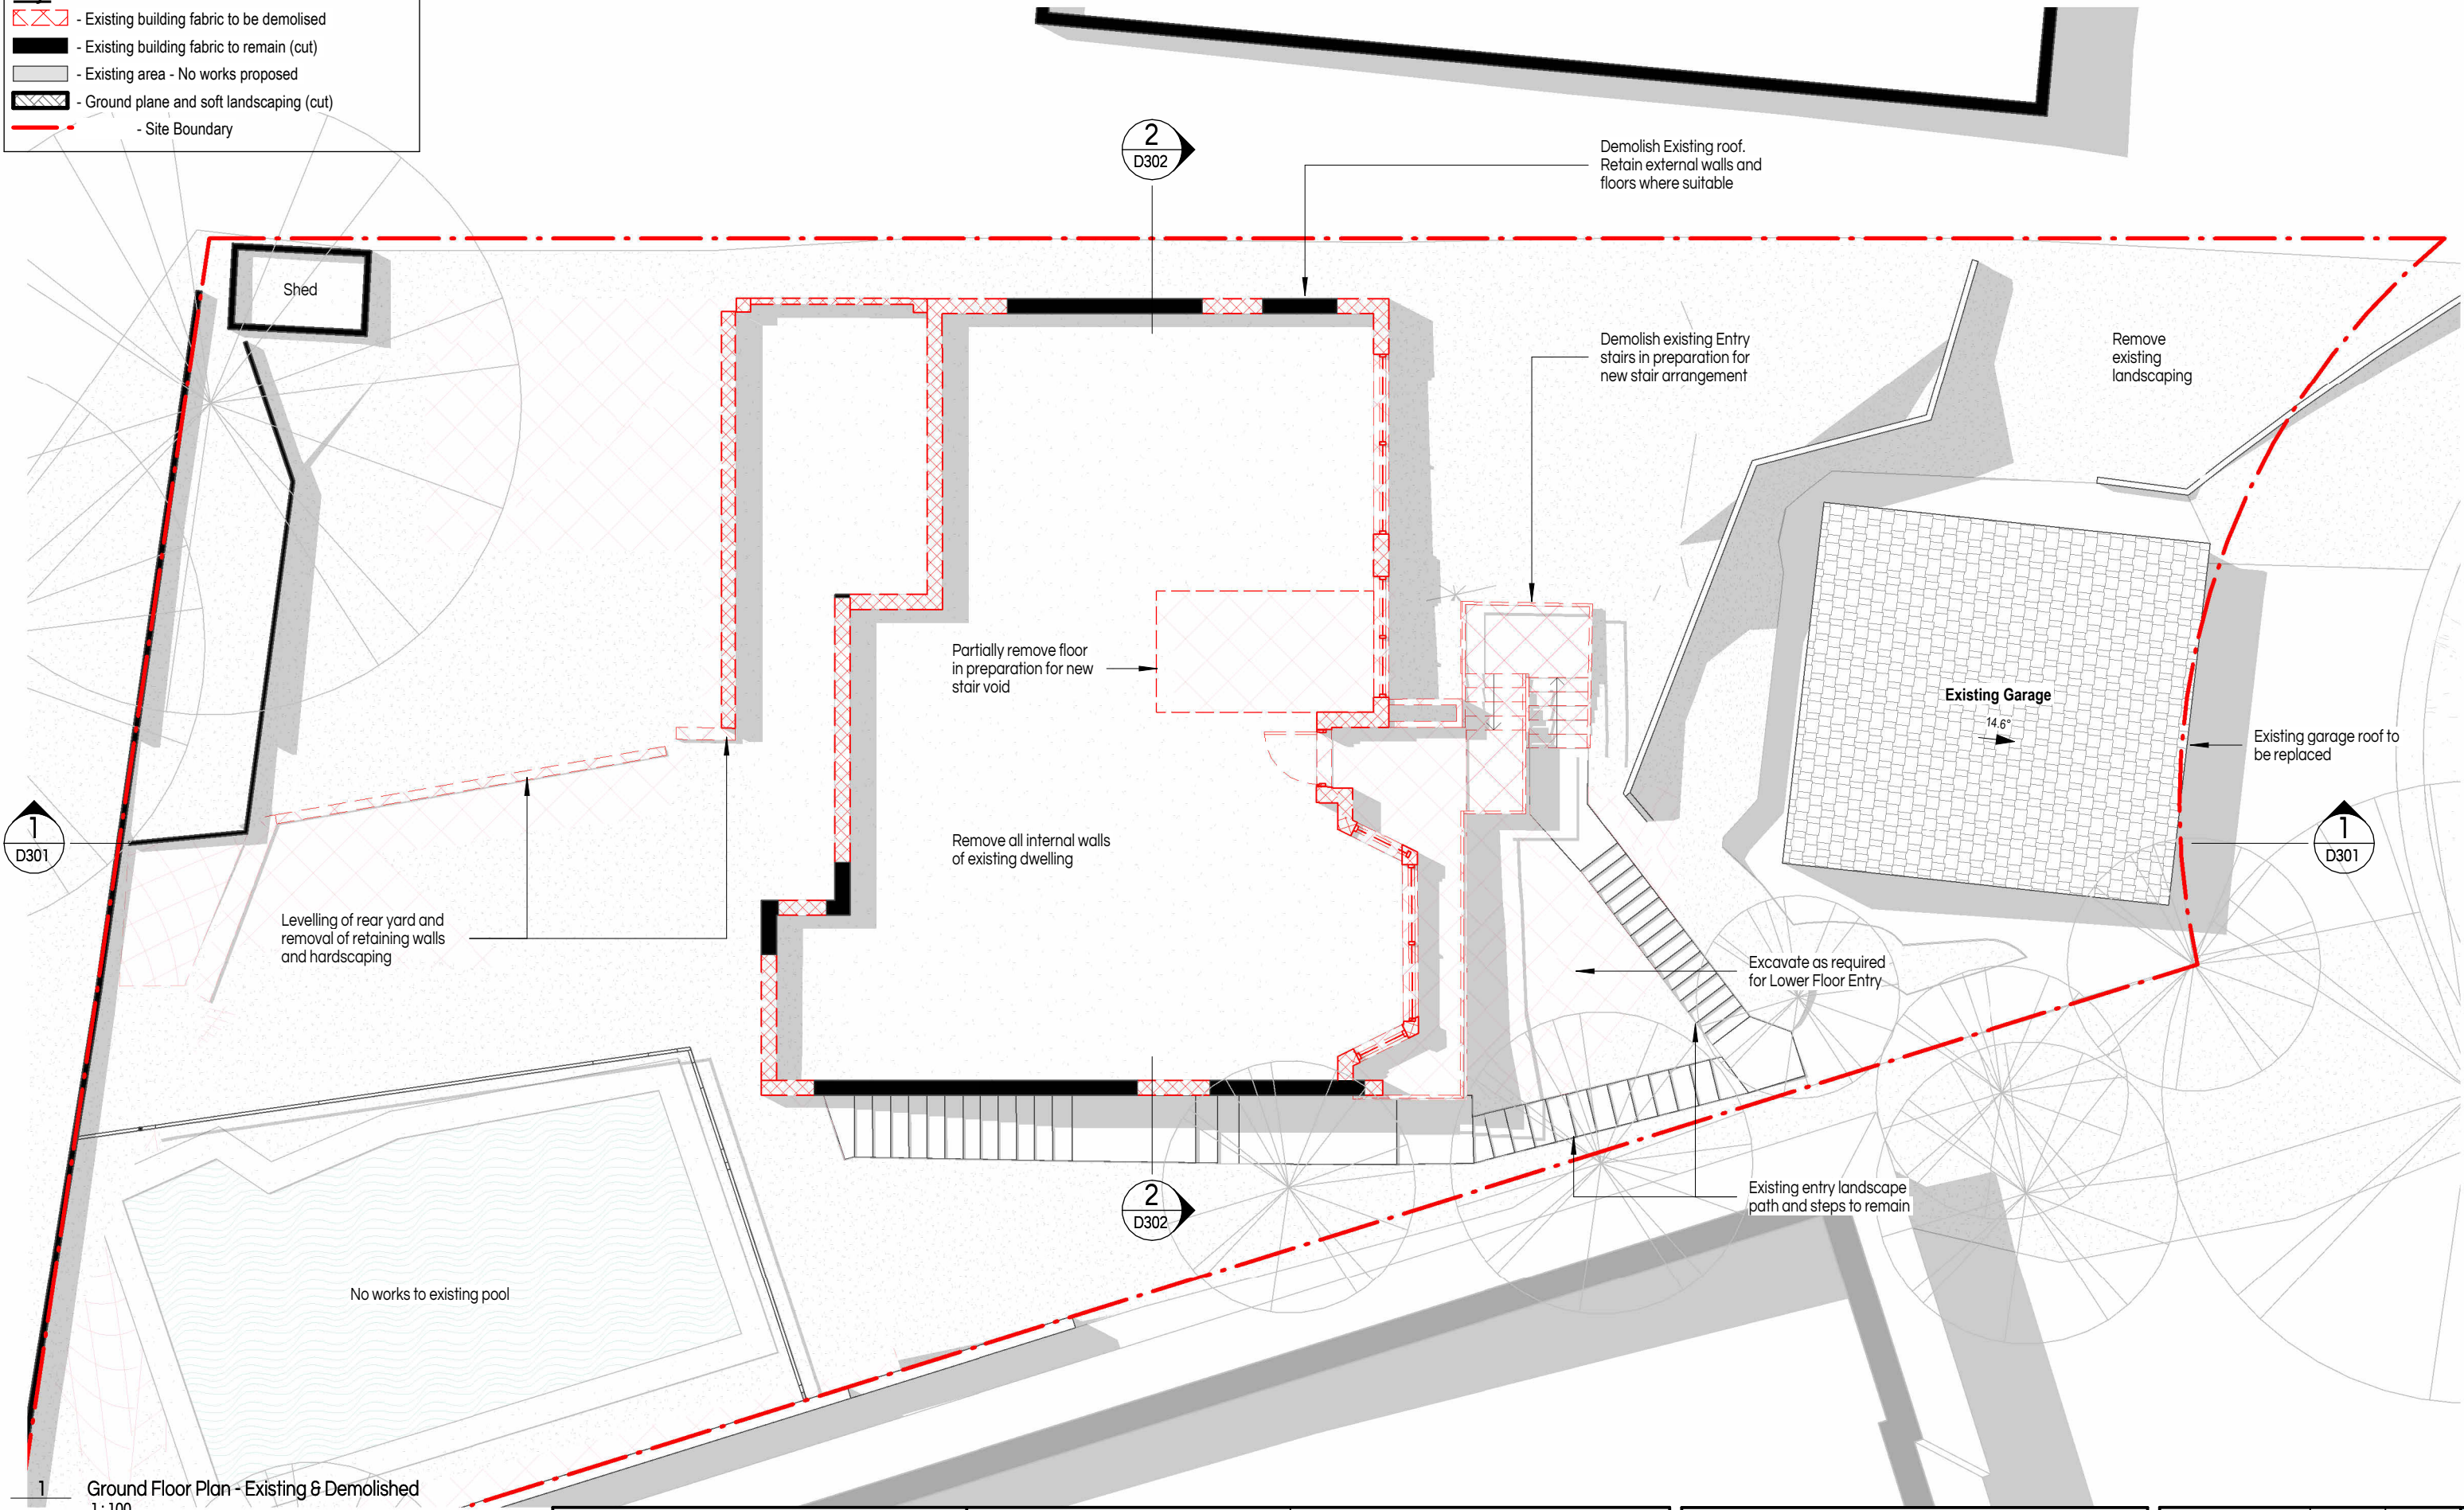 - Existing building fabric to be demolished
- Existing building fabric to remain (cut)
- Existing area - No works proposed
- Ground plane and soft landscaping (cut)
- Site Boundary
2
D302
Demolish Existing roof.
Retain external walls and
floors where suitable
Shed
Demolish existing Entry
stairs in preparation for
new stair arrangement
Remove
existing
landscaping
Partially remove floor
in preparation for new
stair void
Existing Garage
14.6°
Existing garage roof to
be replaced
1
D301
Remove all internal walls
of existing dwelling
1
D301
Levelling of rear yard and
removal of retaining walls
and hardscaping
Excavate as required
for Lower Floor Entry
2
D302
Existing entry landscape
path and steps to remain
No works to existing pool
1
Ground Floor Plan - Existing & Demolished
1 : 100